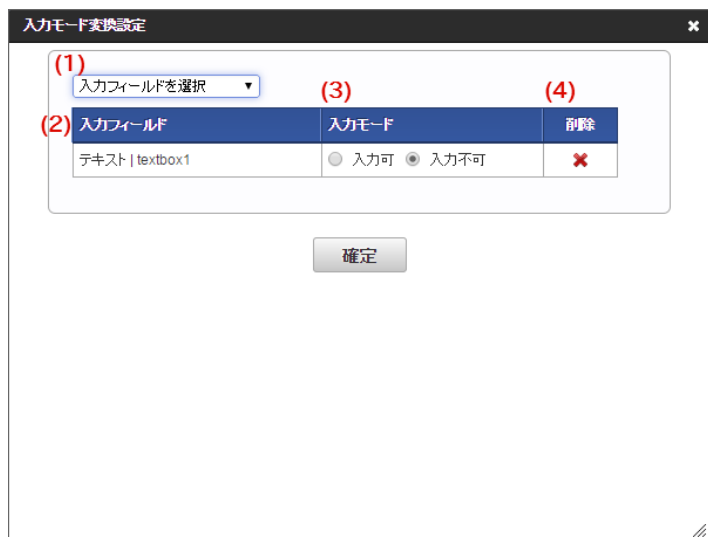 入力モード変換設定
(1)
入力フィールドを選択
(3) (4)
(2) 入力フィールド 入力モード 削除
テキスト | textbox1 入力可 入力不可
確定